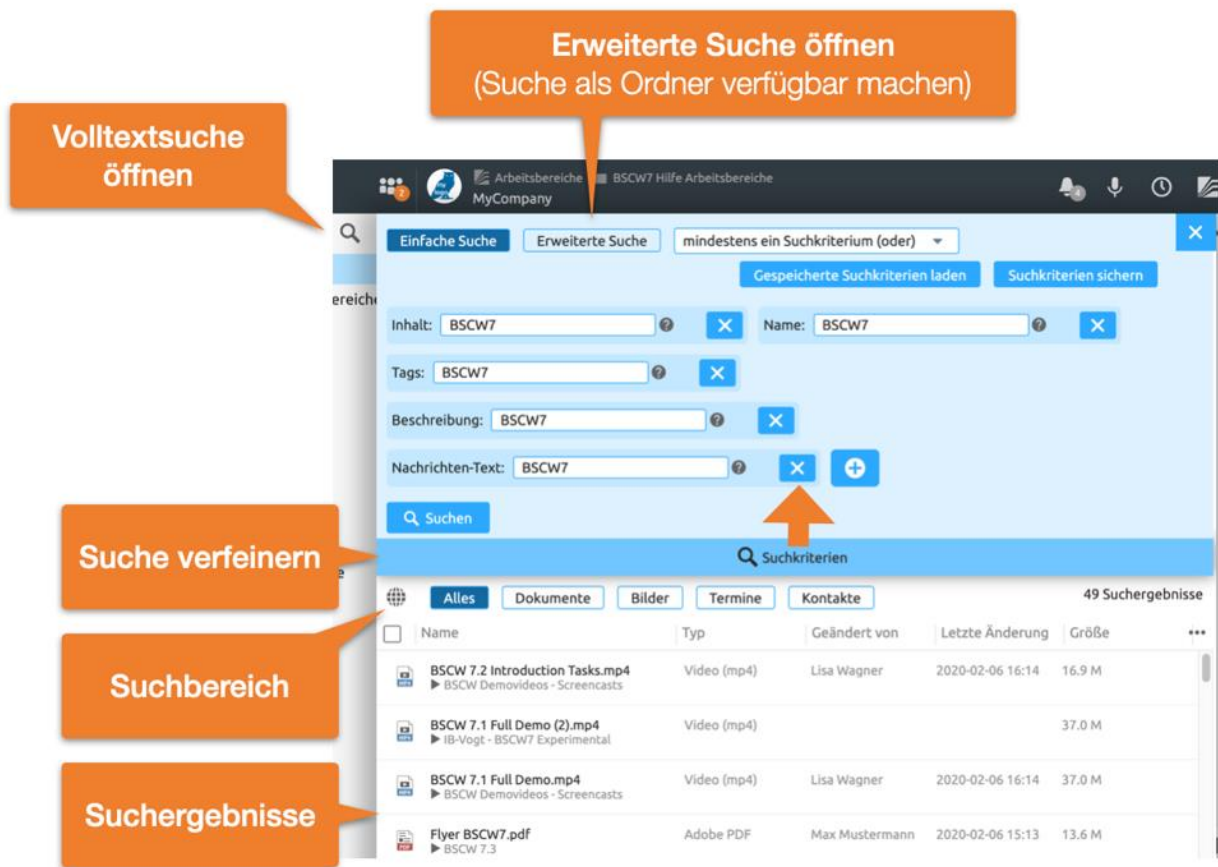 Erweiterte Suche öffnen
(Suche als Ordner verfügbar machen)
Volltextsuche
öffnen
2
Arbeitsbereiche BSCW7 Hilfe Arbeitsbereiche
MyCompany
4
Einfache Suche Erweiterte Suche mindestens ein Suchkriterium (oder)
Gespeicherte Suchkriterien laden Suchkriterien sichern
ereiche
Inhalt: BSCW7 Name: BSCW7
Tags: BSCW7
Beschreibung: BSCW7
Nachrichten-Text: BSCW7
Suchen
Suche verfeinern
Suchkriterien
Alles Dokumente Bilder Termine Kontakte 49 Suchergebnisse
Name Typ Geändert von Letzte Änderung Größe
Suchbereich
BSCW 7.2 Introduction Tasks.mp4 Video (mp4) Lisa Wagner 2020-02-06 16:14 16.9 M
BSCW Demovideos - Screencasts
BSCW 7.1 Full Demo (2).mp4 Video (mp4) 37.0 M
IB-Vogt - BSCW7 Experimental
Suchergebnisse
BSCW 7.1 Full Demo.mp4 Video (mp4) Lisa Wagner 2020-02-06 16:14 37.0 M
BSCW Demovideos - Screencasts
Flyer BSCW7.pdf Adobe PDF Max Mustermann 2020-02-06 15:13 13.6 M
BSCW 7.3